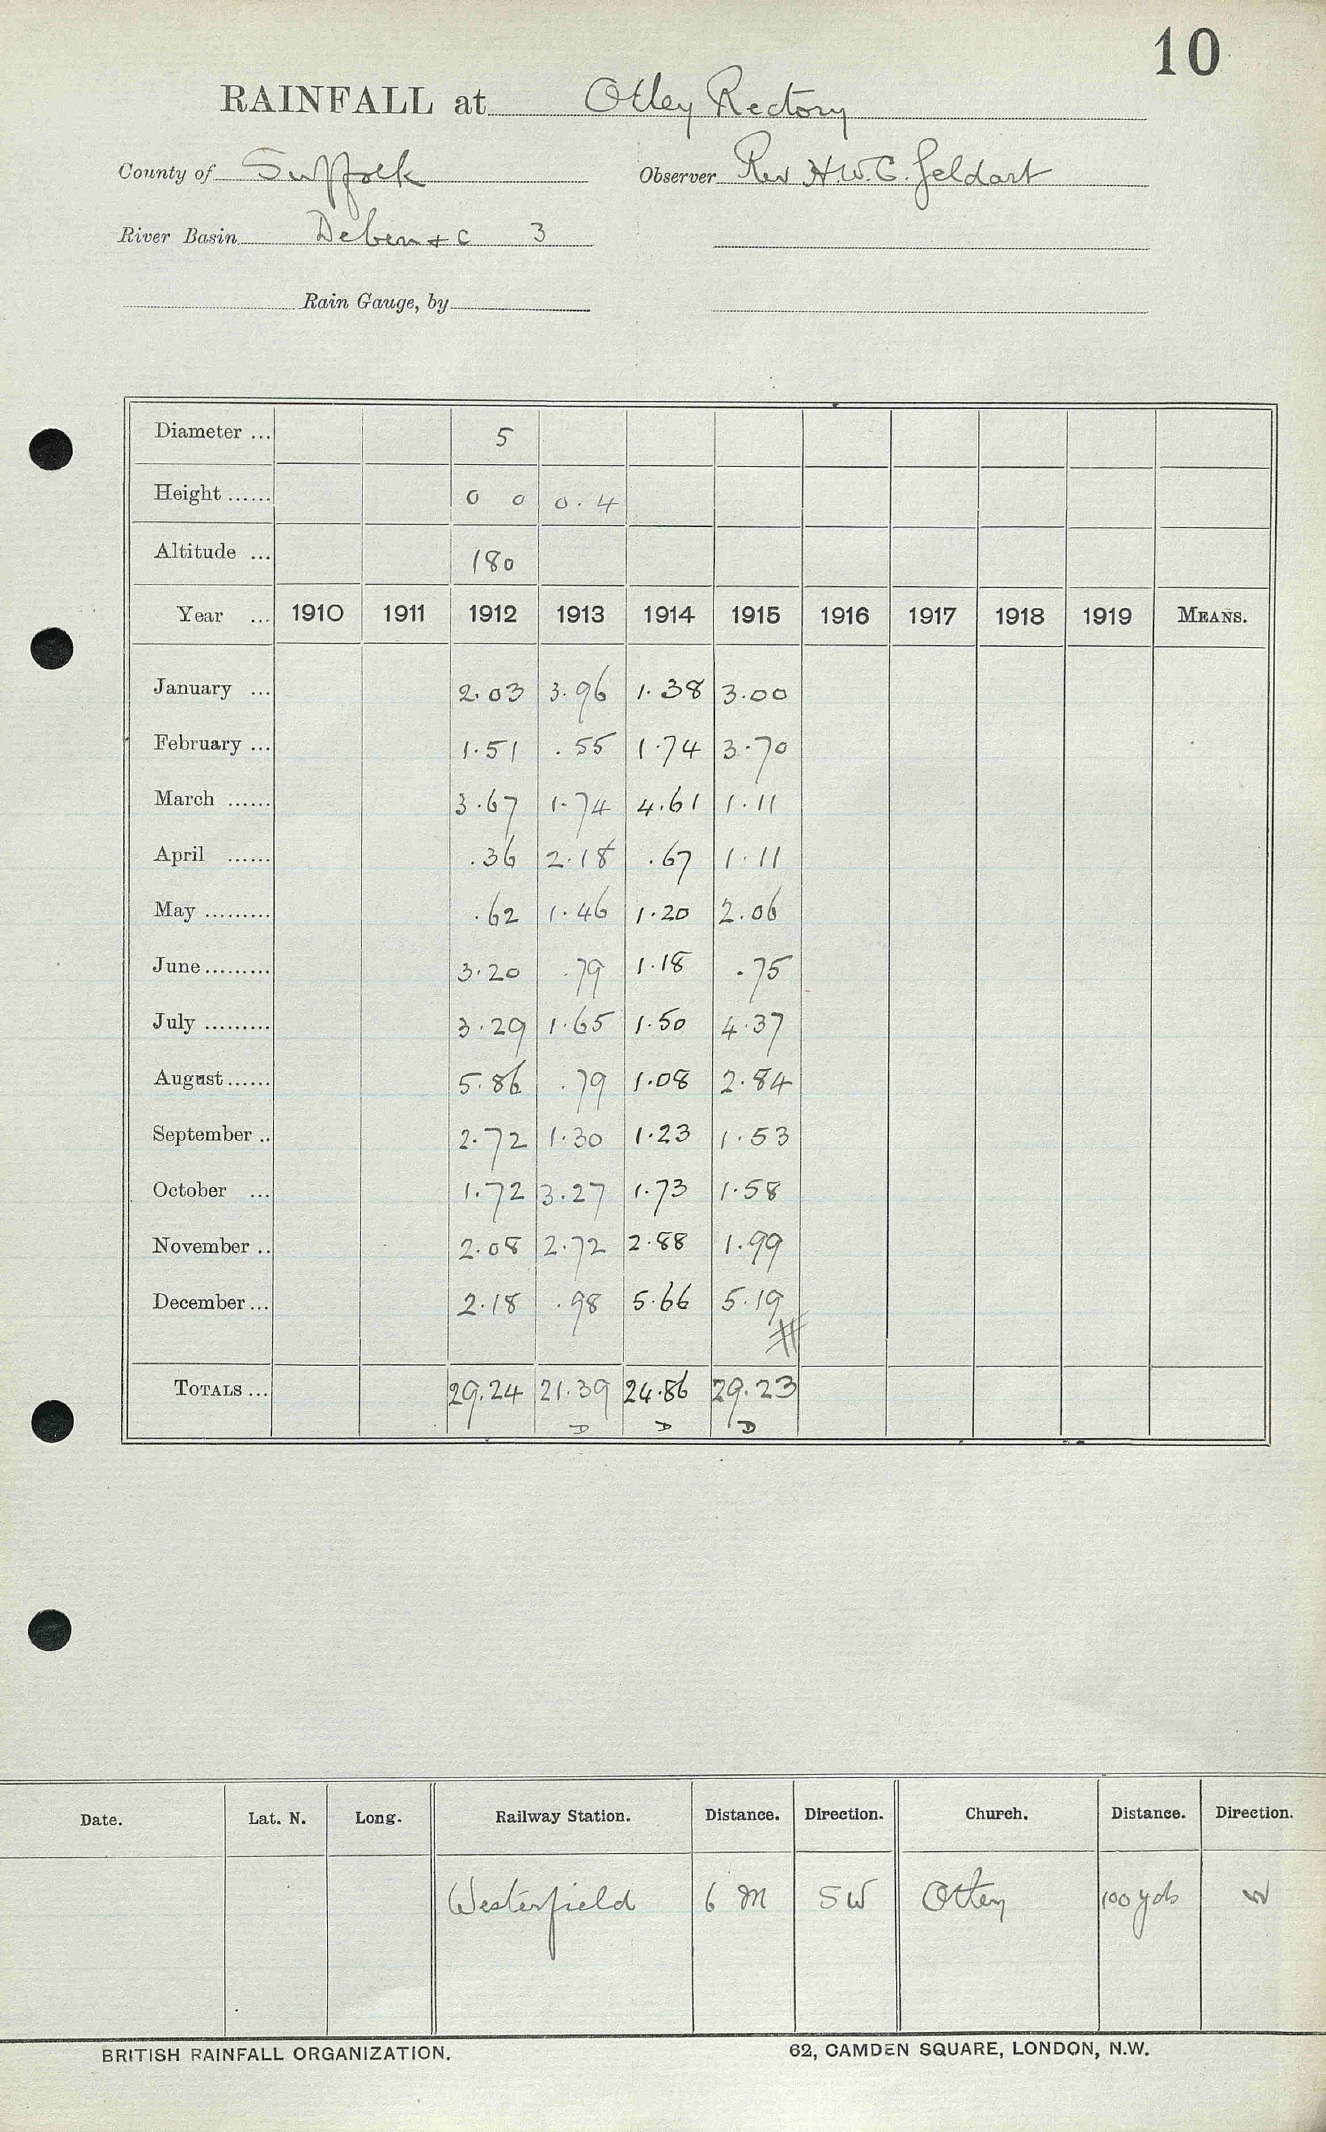 10
RAINFALL at Otley Rectory
County of Suffolk Observer Rev H.W.C. Geldart
River Basin Deben + c 3
Rain Gauge, by
Diameter ... 5
Height ...... 0 0 0.4
Altitude ... 180
Year ... 1910 1911 1912 1913 1914 1915 1916 1917 1918 1919 MEANS.
January ... 2.03 3.96 1.38 3.00
February ... 1.51 .55 1.74 3.70
March ...... 3.67 1.74 4.61 1.11
April ...... .36 2.18 .67 1.11
May ......... .62 1.46 1.20 2.06
June ......... 3.20 .79 1.18 .75
July ......... 3.29 1.65 1.50 4.37
August ...... 5.86 .79 1.08 2.84
September .. 2.72 1.30 1.23 1.53
October ... 1.72 3.27 1.73 1.58
November .. 2.08 2.72 2.88 1.99
December ... 2.18 .98 5.66 5.19
#
TOTALS ... 29.24 21.39 24.86 29.23
D D D
Date. Lat. N. Long. Railway Station. Distance. Direction. Church. Distance. Direction.
Westerfield 6 M SW Otley 100 yds W
BRITISH RAINFALL ORGANIZATION. 62, CAMDEN SQUARE, LONDON, N.W.